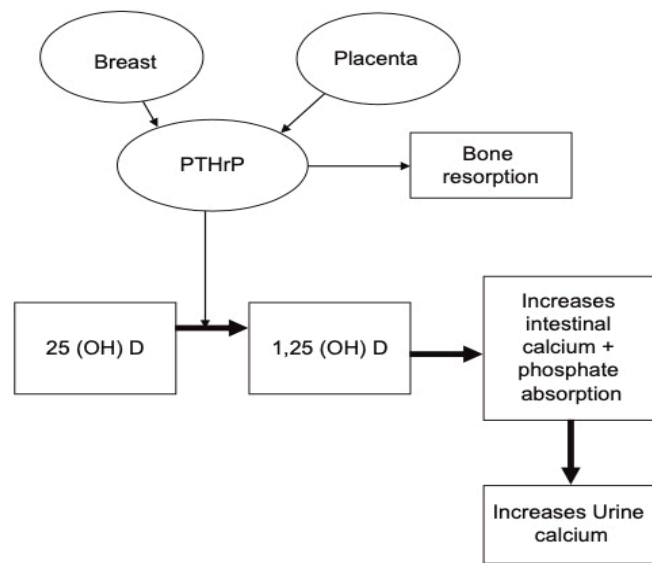 Breast
Placenta
PTHrP
Bone
resorption
25 (OH) D
1,25 (OH) D
Increases
intestinal
calcium +
phosphate
absorption
Increases Urine
calcium